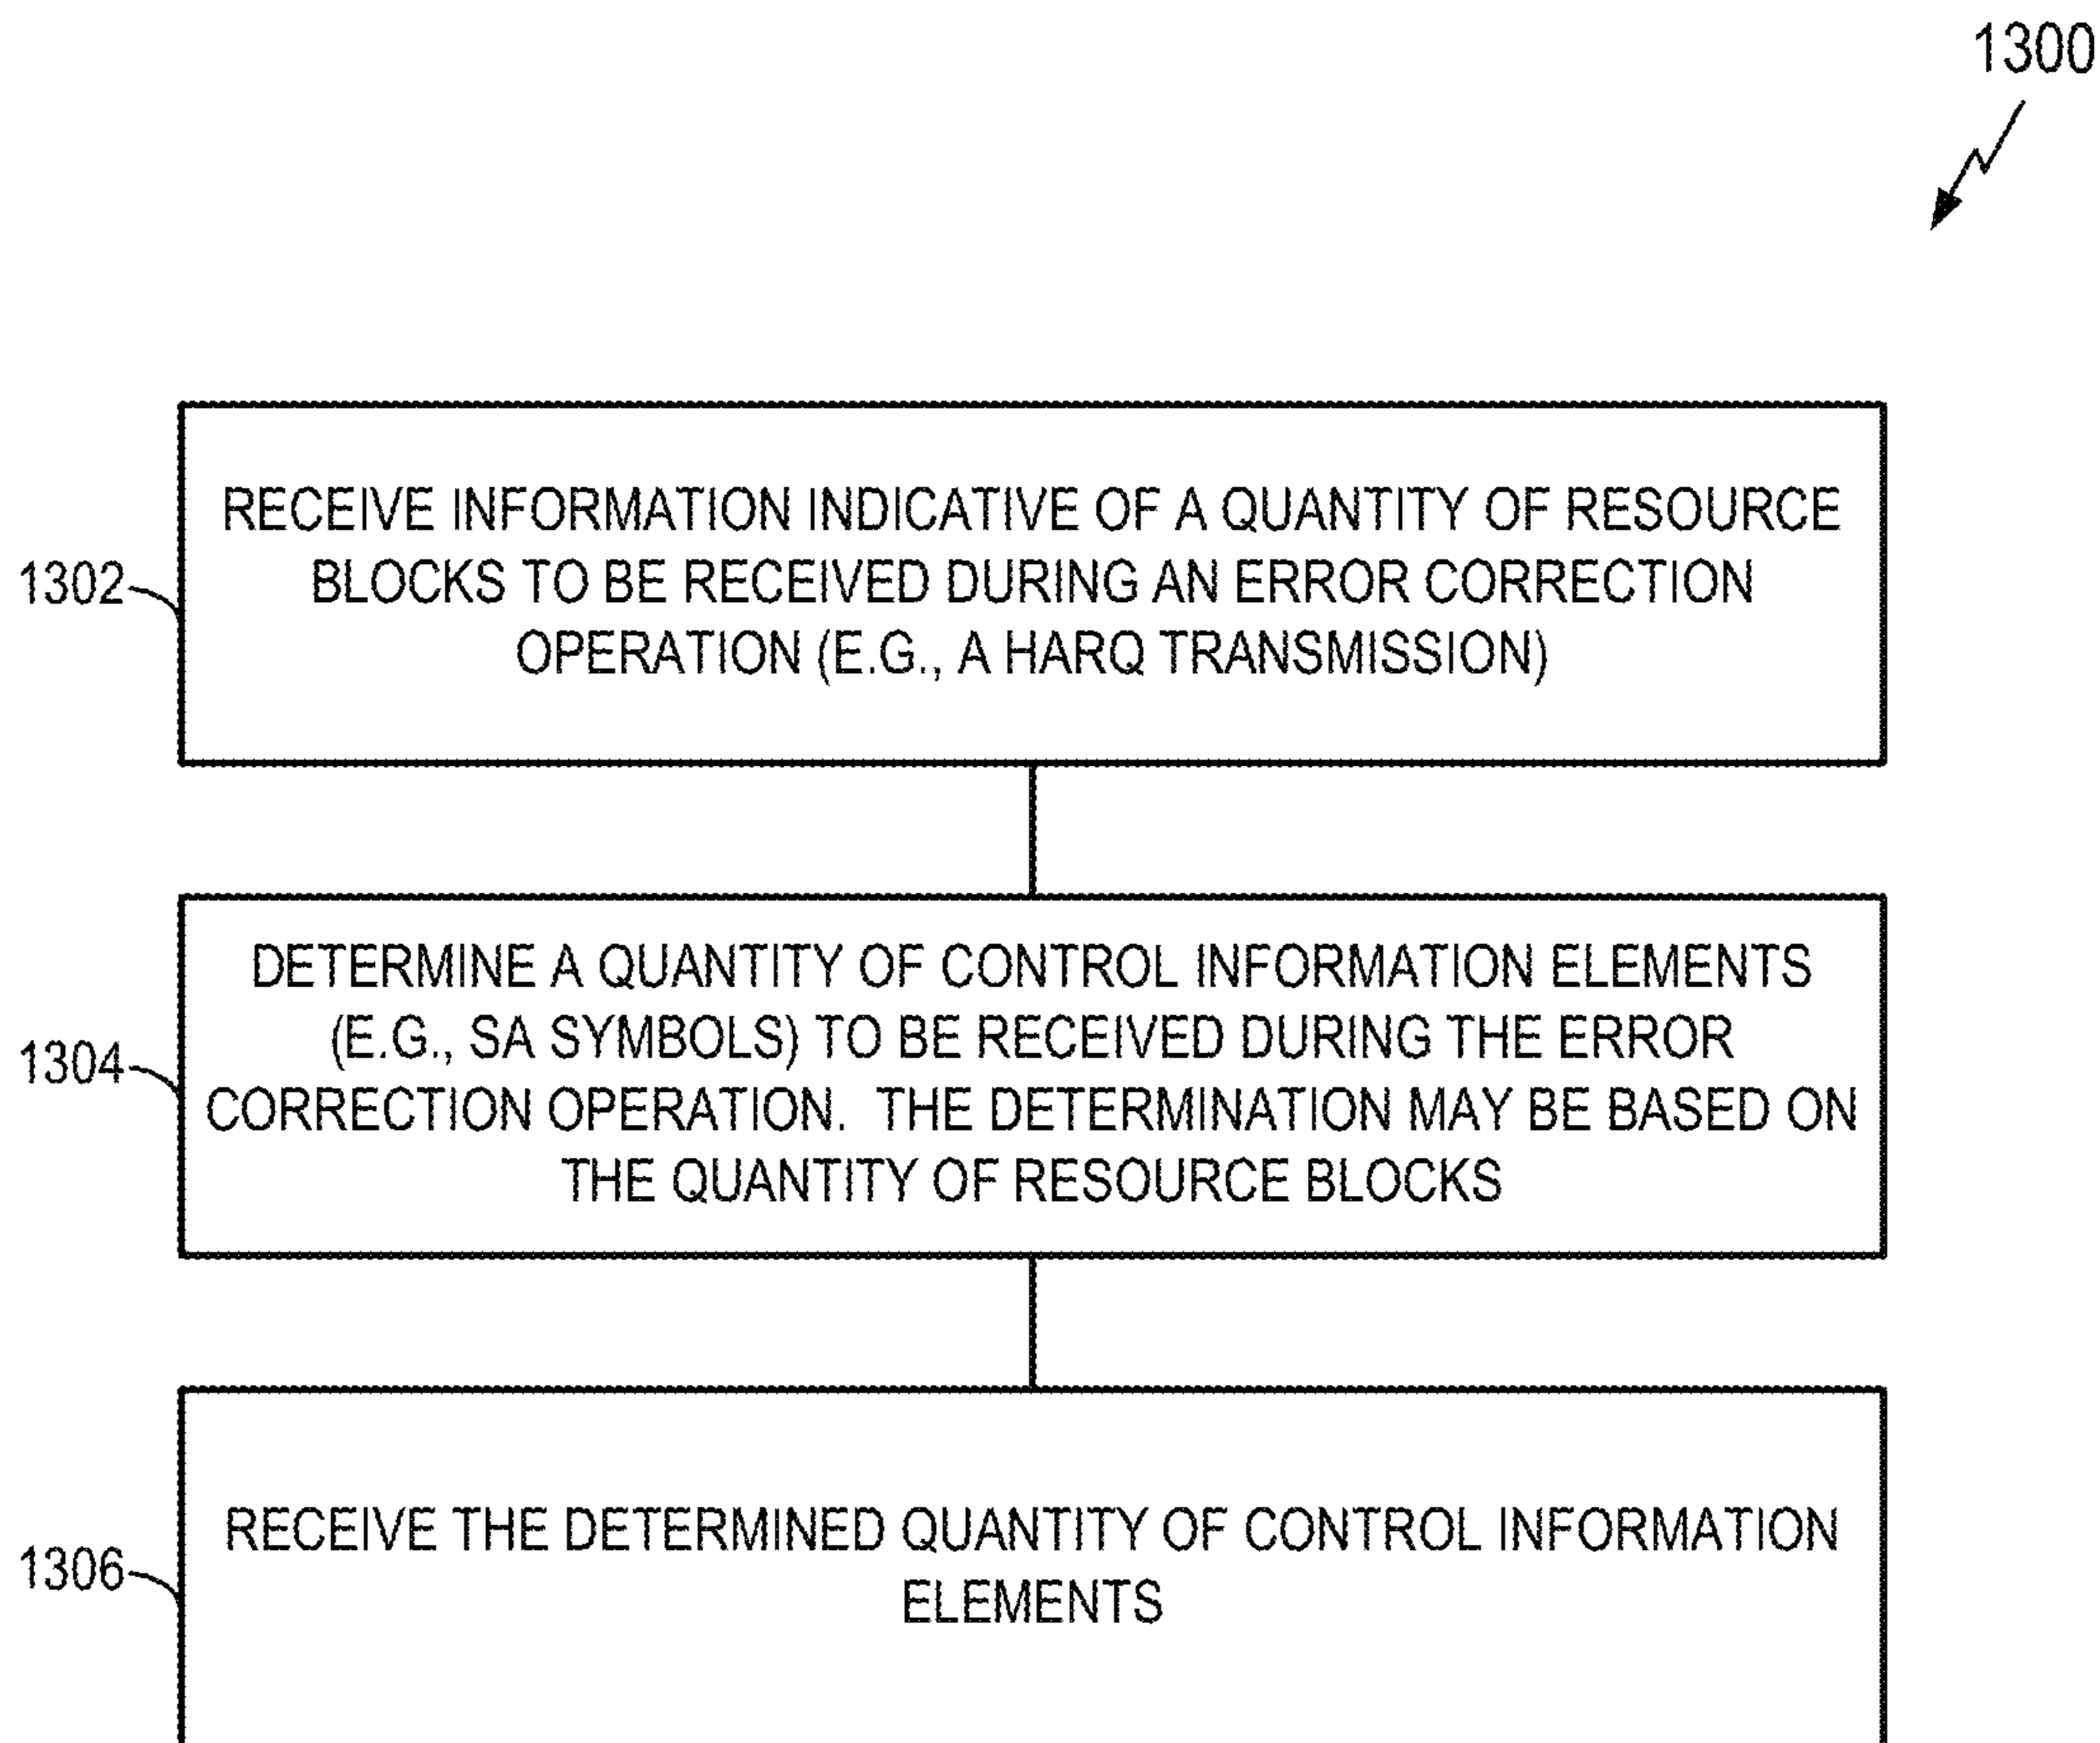 1300
RECEIVE INFORMATION INDICATIVE OF A QUANTITY OF RESOURCE
BLOCKS TO BE RECEIVED DURING AN ERROR CORRECTION
OPERATION (E.G., A HARQ TRANSMISSION)
1302
DETERMINE A QUANTITY OF CONTROL INFORMATION ELEMENTS
(E.G., SA SYMBOLS) TO BE RECEIVED DURING THE ERROR
CORRECTION OPERATION.  THE DETERMINATION MAY BE BASED ON
THE QUANTITY OF RESOURCE BLOCKS
1304
RECEIVE THE DETERMINED QUANTITY OF CONTROL INFORMATION
ELEMENTS
1306